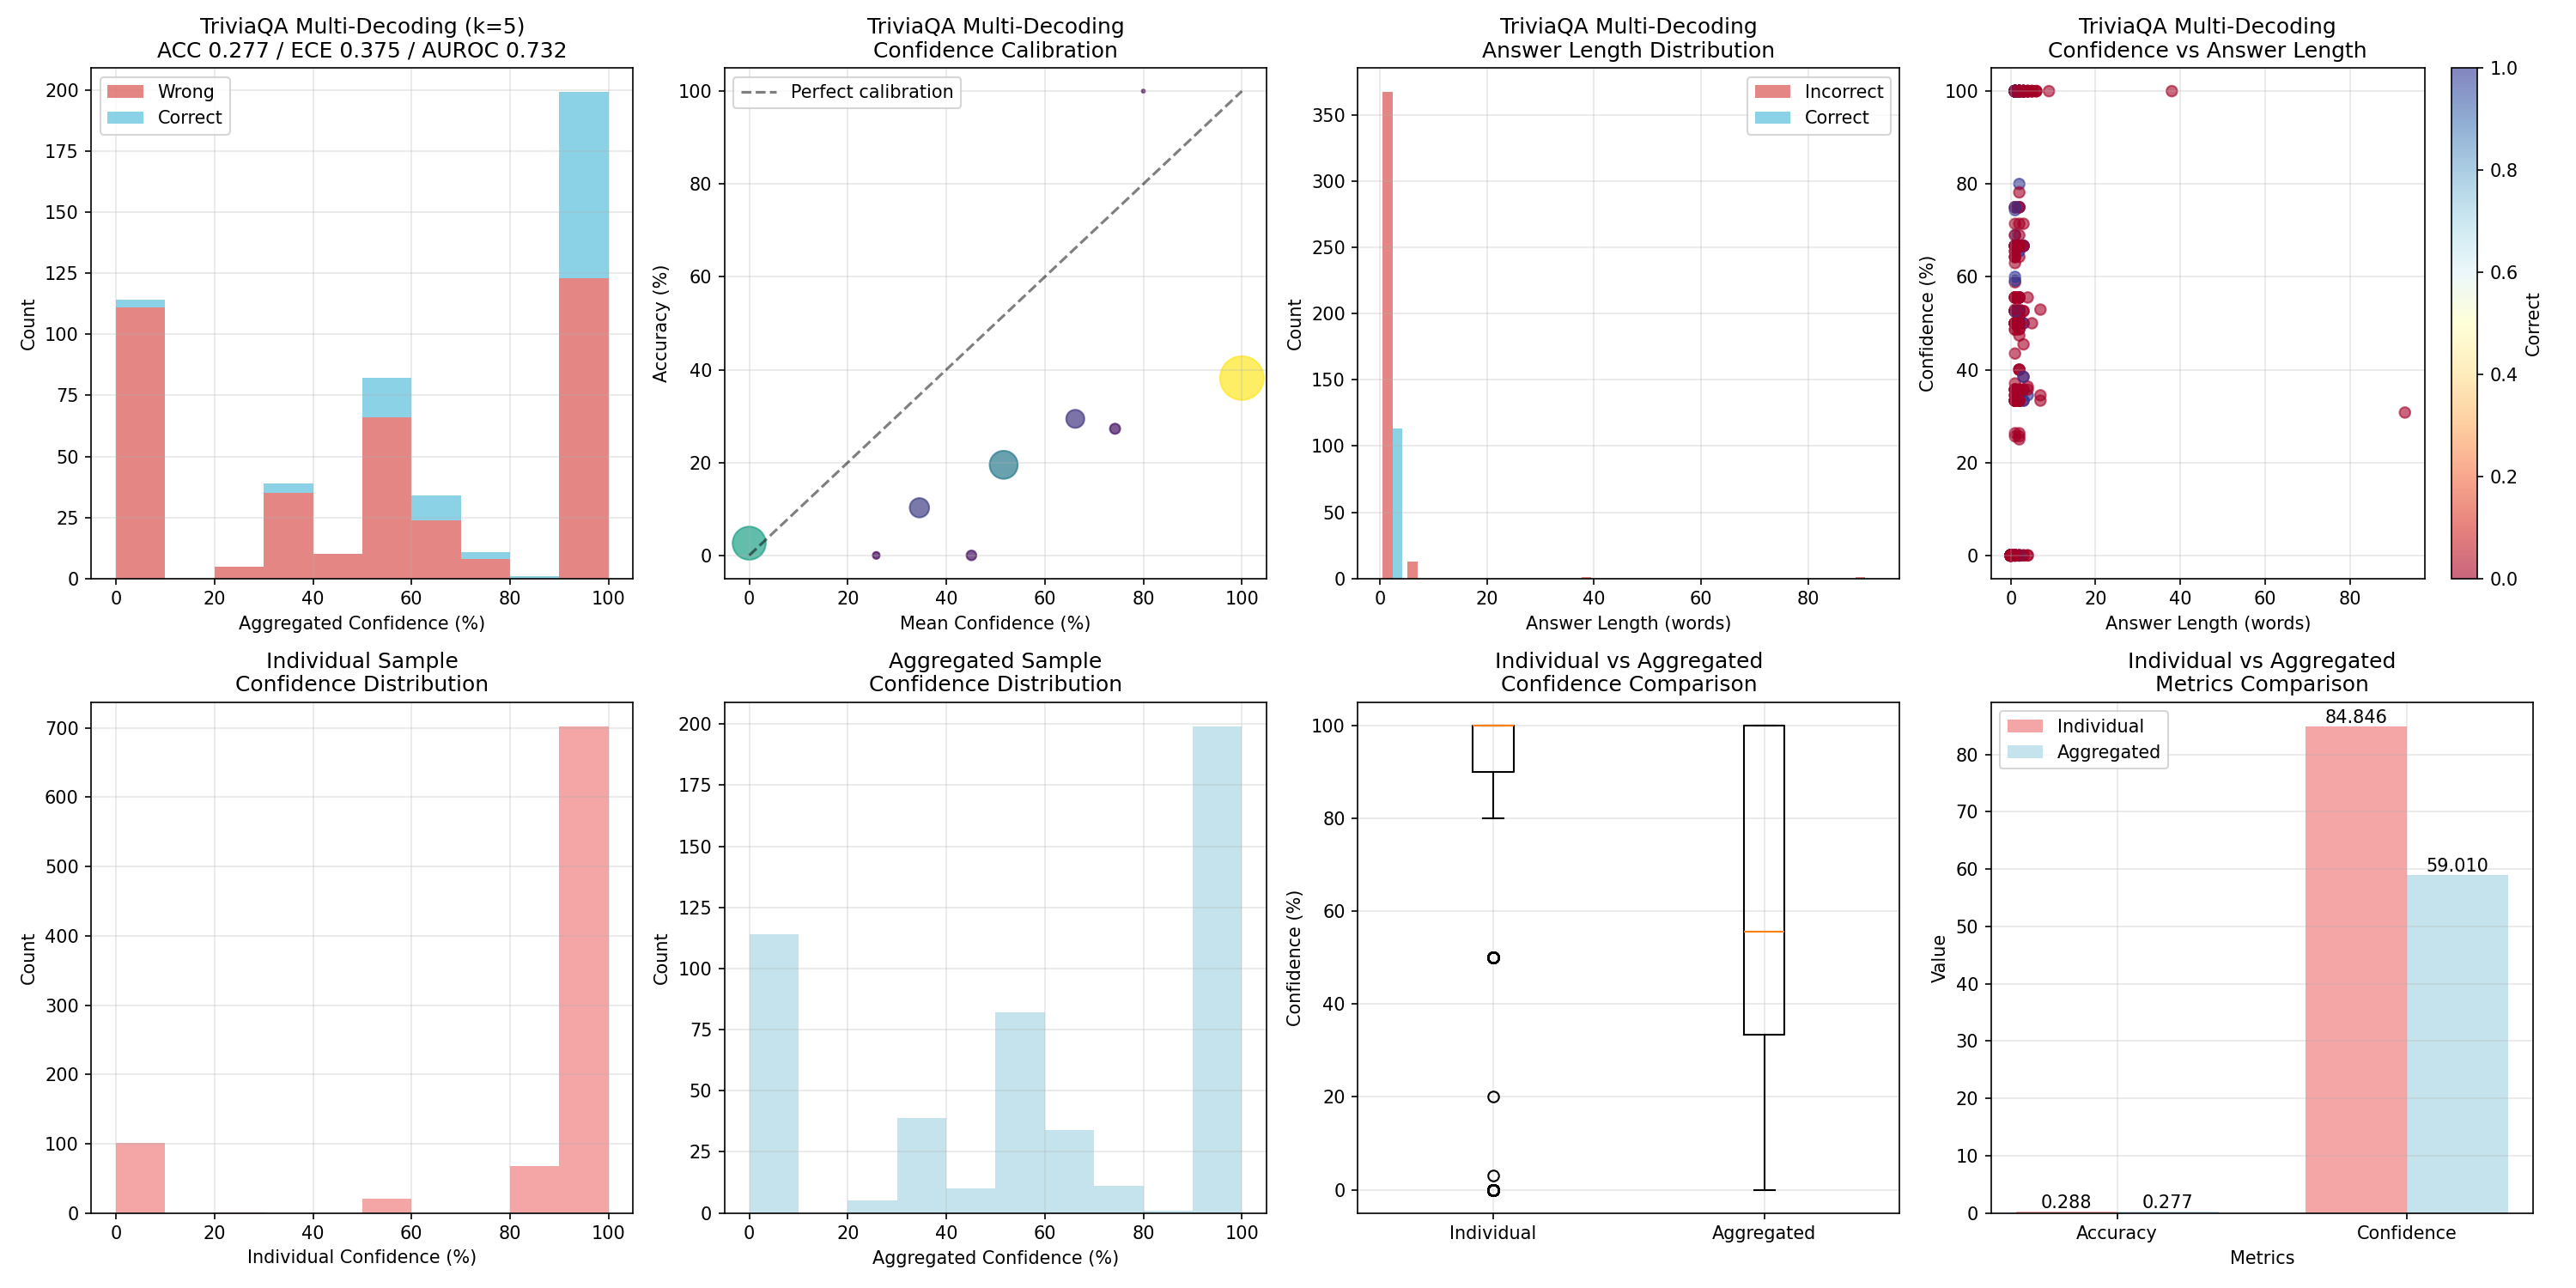 TriviaQA Multi-Decoding (k=5)
ACC 0.277 / ECE 0.375 / AUROC 0.732
Wrong
Correct
Count
200
175
150
125
100
75
50
25
0
0 20 40 60 80 100
Aggregated Confidence (%)
TriviaQA Multi-Decoding
Confidence Calibration
Perfect calibration
Accuracy (%)
100
80
60
40
20
0
0 20 40 60 80 100
Mean Confidence (%)
TriviaQA Multi-Decoding
Answer Length Distribution
Incorrect
Correct
Count
350
300
250
200
150
100
50
0
0 20 40 60 80
Answer Length (words)
TriviaQA Multi-Decoding
Confidence vs Answer Length
Confidence (%)
100
80
60
40
20
0
0 20 40 60 80
Answer Length (words)
1.0
0.8
0.6
0.4
0.2
0.0
Correct
Individual Sample
Confidence Distribution
Count
700
600
500
400
300
200
100
0
0 20 40 60 80 100
Individual Confidence (%)
Aggregated Sample
Confidence Distribution
Count
200
175
150
125
100
75
50
25
0
0 20 40 60 80 100
Aggregated Confidence (%)
Individual vs Aggregated
Confidence Comparison
Confidence (%)
100
80
60
40
20
0
Individual Aggregated
Individual vs Aggregated
Metrics Comparison
Individual
Aggregated
Value
80
70
60
50
40
30
20
10
0
84.846
59.010
0.288 0.277
Accuracy Confidence
Metrics